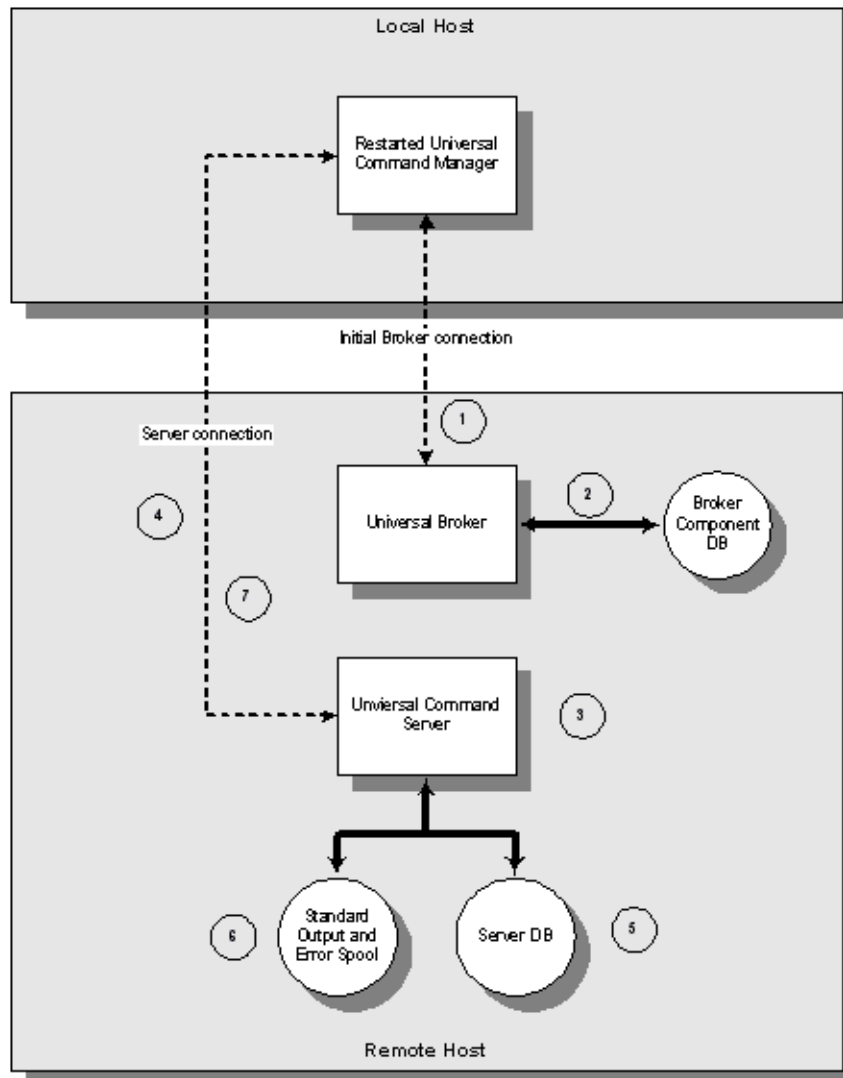 Local Host
Restarted Universal
Command Manager
Initial Broker connection
1
Server connection
2
Universal Broker
Broker
Component
DB
4
7
Unviersal Command
Server
3
6
Standard
Output and
Error Spool
Server DB
5
Remote Host